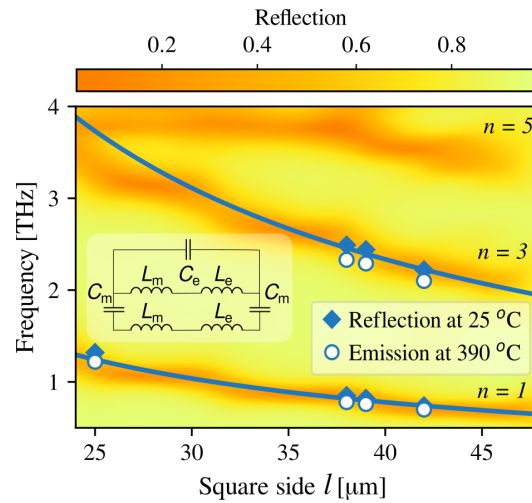 Reflection
0.2 0.4 0.6 0.8
4
3
2
1
Frequency [THz]
n = 5
n = 3
n = 1
C_e
L_m L_e
C_m C_m
L_m L_e
Reflection at 25 °C
Emission at 390 °C
25 30 35 40 45
Square side l [μm]